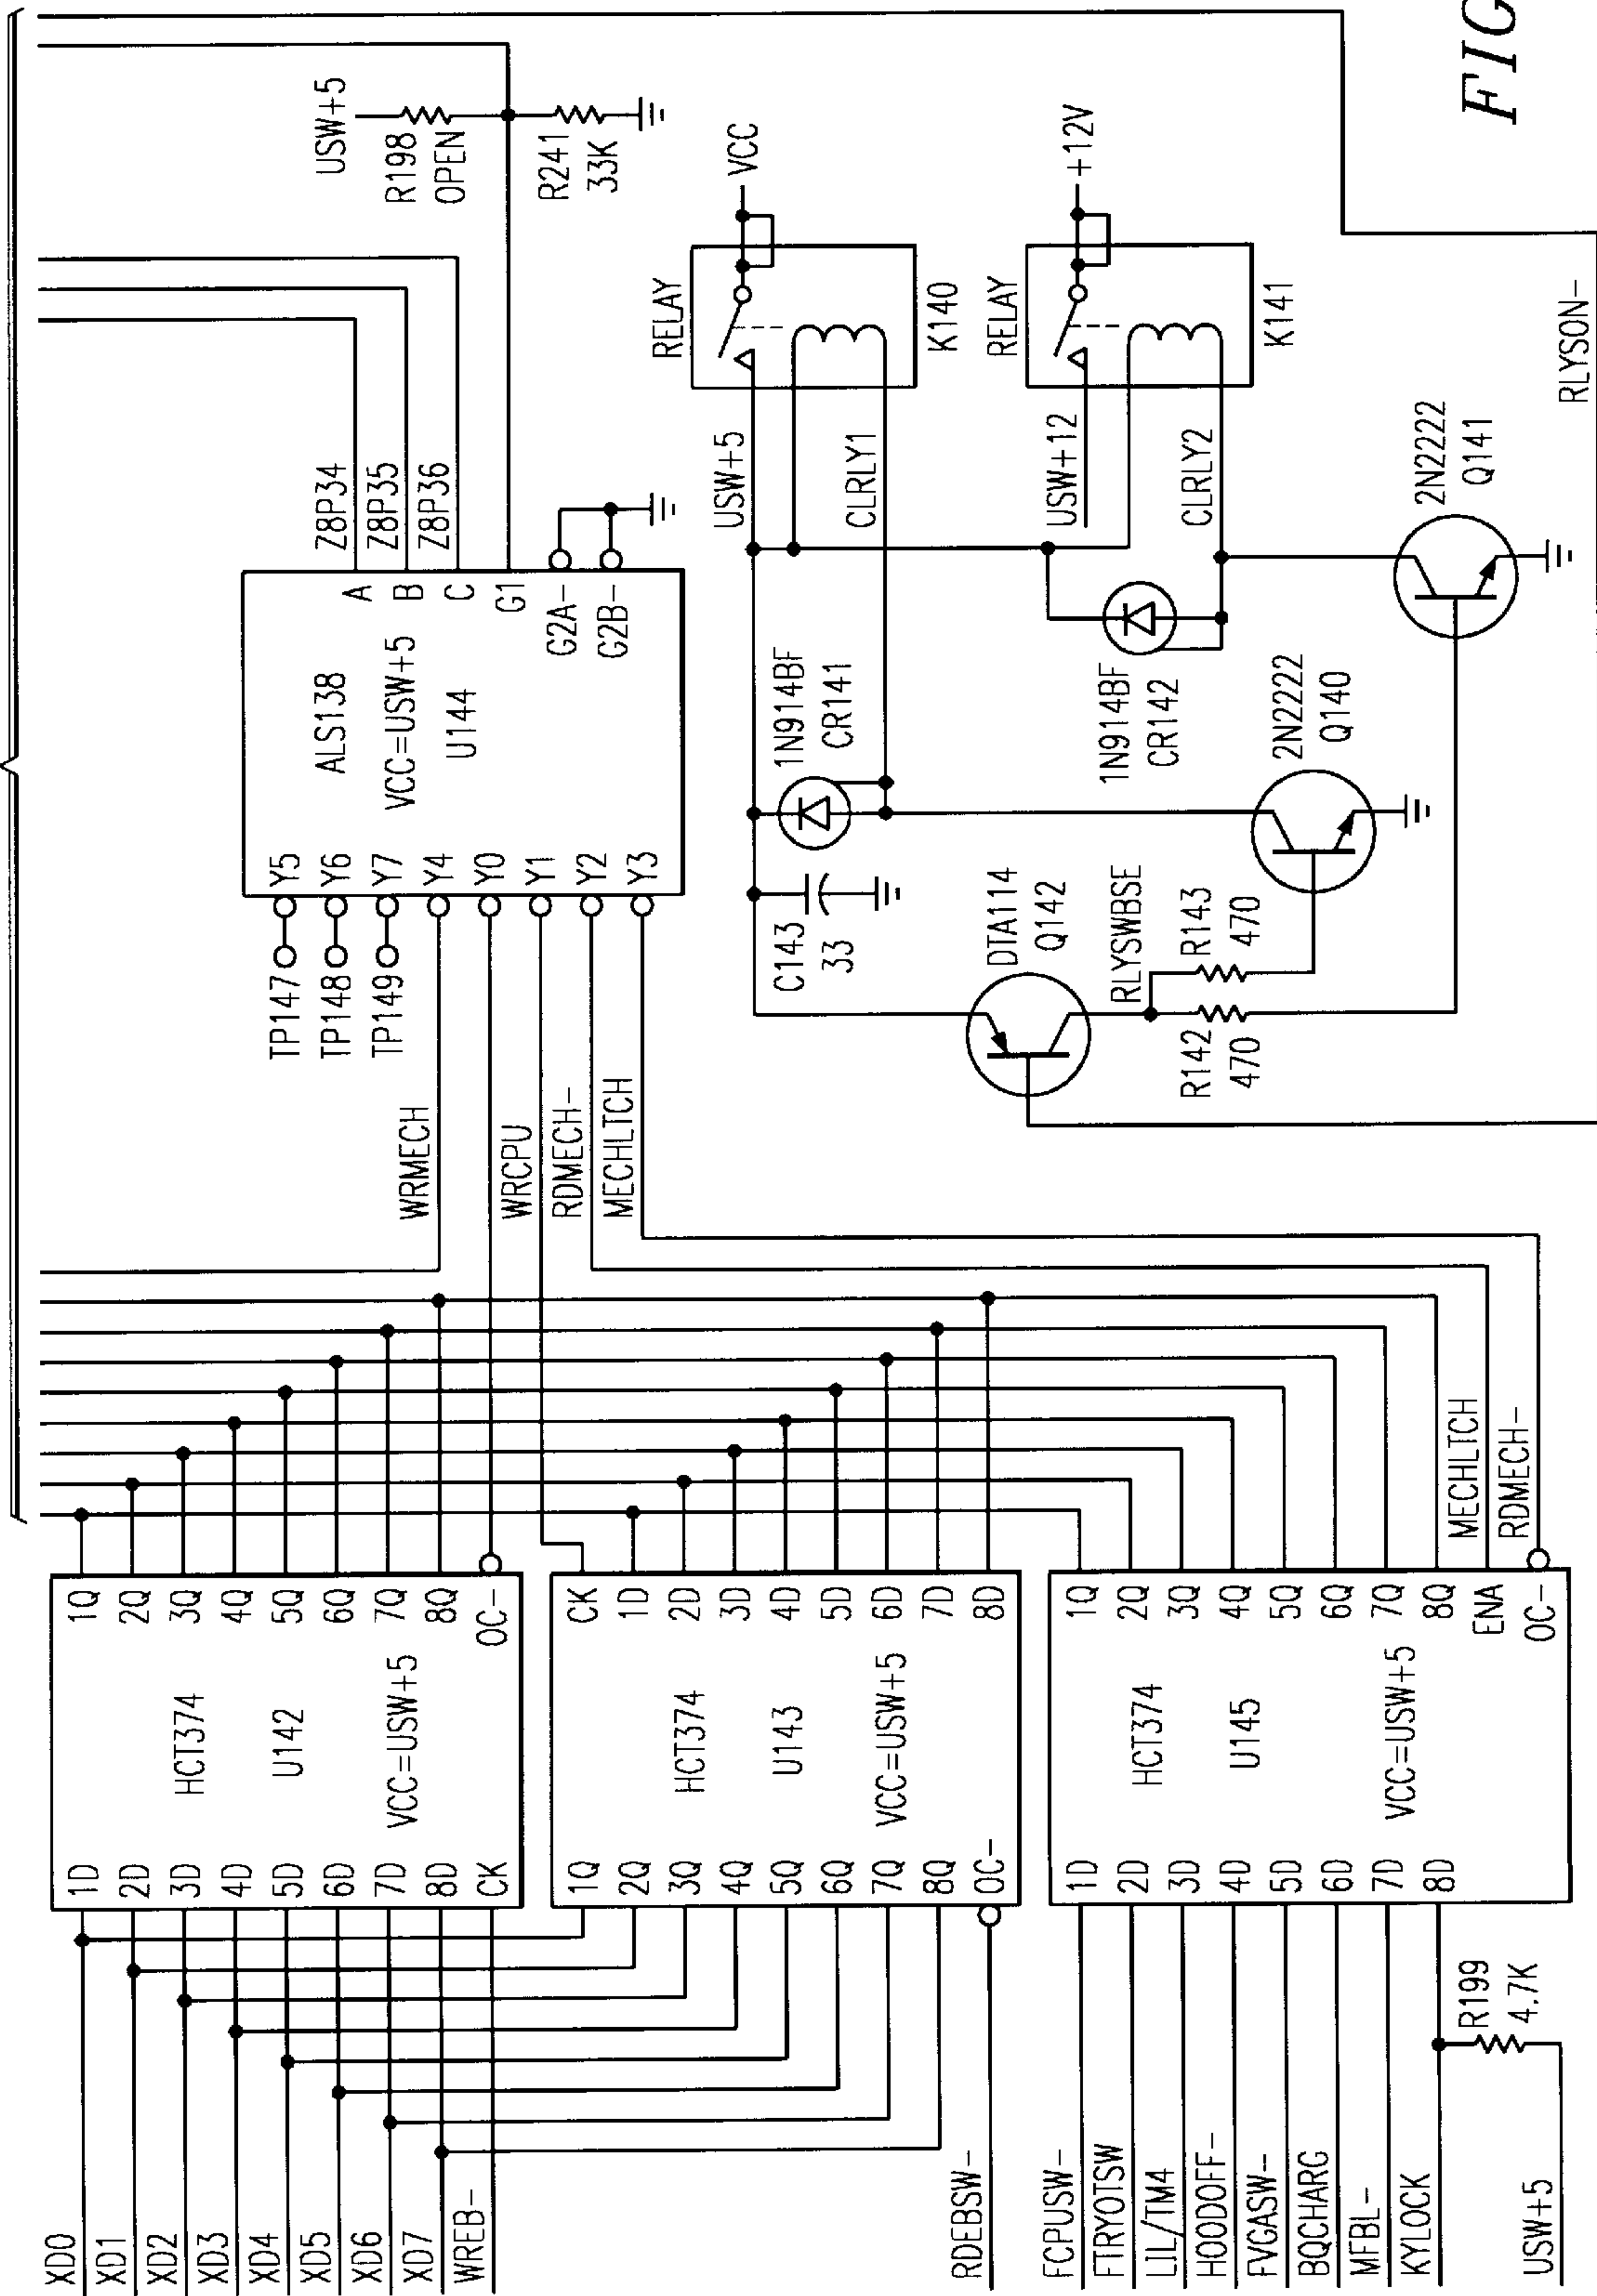 FIG
USW+5
R198
OPEN
R241
33K
Z8P34
Z8P35
Z8P36
A
B
C
G1
G2A-
G2B-
ALS138
VCC=USW+5
U144
Y5
Y6
Y7
Y4
Y0
Y1
Y2
Y3
TP147
TP148
TP149
WRMECH
WRCPU
RDMECH-
MECHLTCH
RELAY
VCC
K140
USW+5
CLRLY1
RELAY
+12V
K141
USW+12
CLRLY2
1N914BF
CR141
1N914BF
CR142
C143
33
DTA114
Q142
RLYSWBSE
R143
470
R142
470
2N2222
Q140
2N2222
Q141
RLYSON-
1Q
2Q
3Q
4Q
5Q
6Q
7Q
8Q
OC-
HCT374
U142
VCC=USW+5
1D
2D
3D
4D
5D
6D
7D
8D
CK
XD0
XD1
XD2
XD3
XD4
XD5
XD6
XD7
WREB-
CK
1D
2D
3D
4D
5D
6D
7D
8D
HCT374
U143
VCC=USW+5
1Q
2Q
3Q
4Q
5Q
6Q
7Q
8Q
OC-
RDEBSW-
MECHLTCH
RDMECH-
1Q
2Q
3Q
4Q
5Q
6Q
7Q
8Q
ENA
OC-
HCT374
U145
VCC=USW+5
1D
2D
3D
4D
5D
6D
7D
8D
FCPUSW-
FTRYOTSW
LIL/TM4
HOODOFF-
FVGASW--
BQCHARG
MFBL-
KYLOCK
R199
4.7K
USW+5